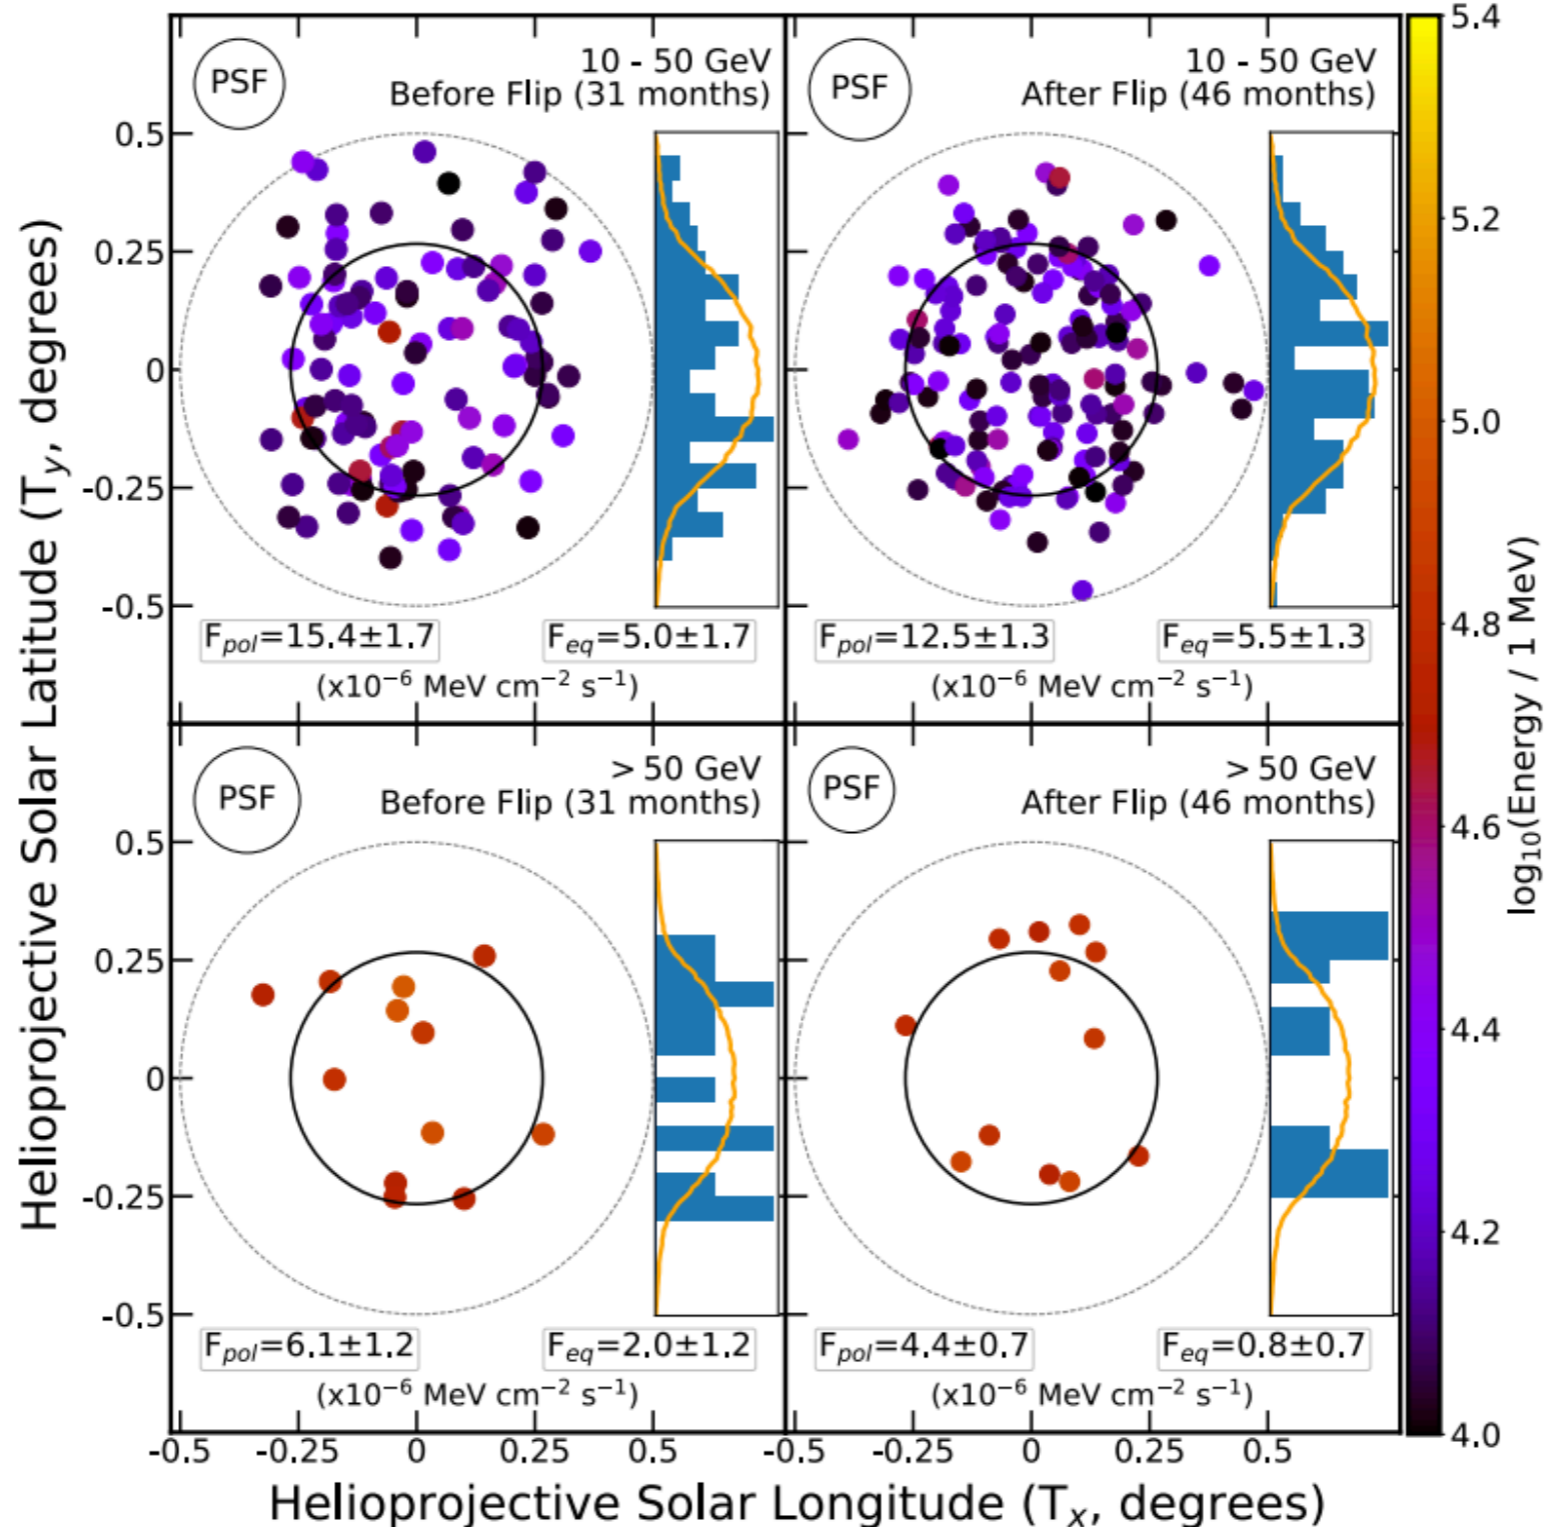 PSF
10 - 50 GeV
Before Flip (31 months)
0.5
0.25
0
-0.25
-0.5
F_pol=15.4±1.7
F_eq=5.0±1.7
(x10⁻⁶ MeV cm⁻² s⁻¹)
PSF
10 - 50 GeV
After Flip (46 months)
F_pol=12.5±1.3
F_eq=5.5±1.3
(x10⁻⁶ MeV cm⁻² s⁻¹)
PSF
> 50 GeV
Before Flip (31 months)
0.5
0.25
0
-0.25
-0.5
F_pol=6.1±1.2
F_eq=2.0±1.2
(x10⁻⁶ MeV cm⁻² s⁻¹)
-0.5 -0.25 0 0.25 0.5
PSF
> 50 GeV
After Flip (46 months)
F_pol=4.4±0.7
F_eq=0.8±0.7
(x10⁻⁶ MeV cm⁻² s⁻¹)
-0.5 -0.25 0 0.25 0.5
Helioprojective Solar Longitude (Tₓ, degrees)
Helioprojective Solar Latitude (T_y, degrees)
5.4
5.2
5.0
4.8
4.6
4.4
4.2
4.0
log₁₀(Energy / 1 MeV)